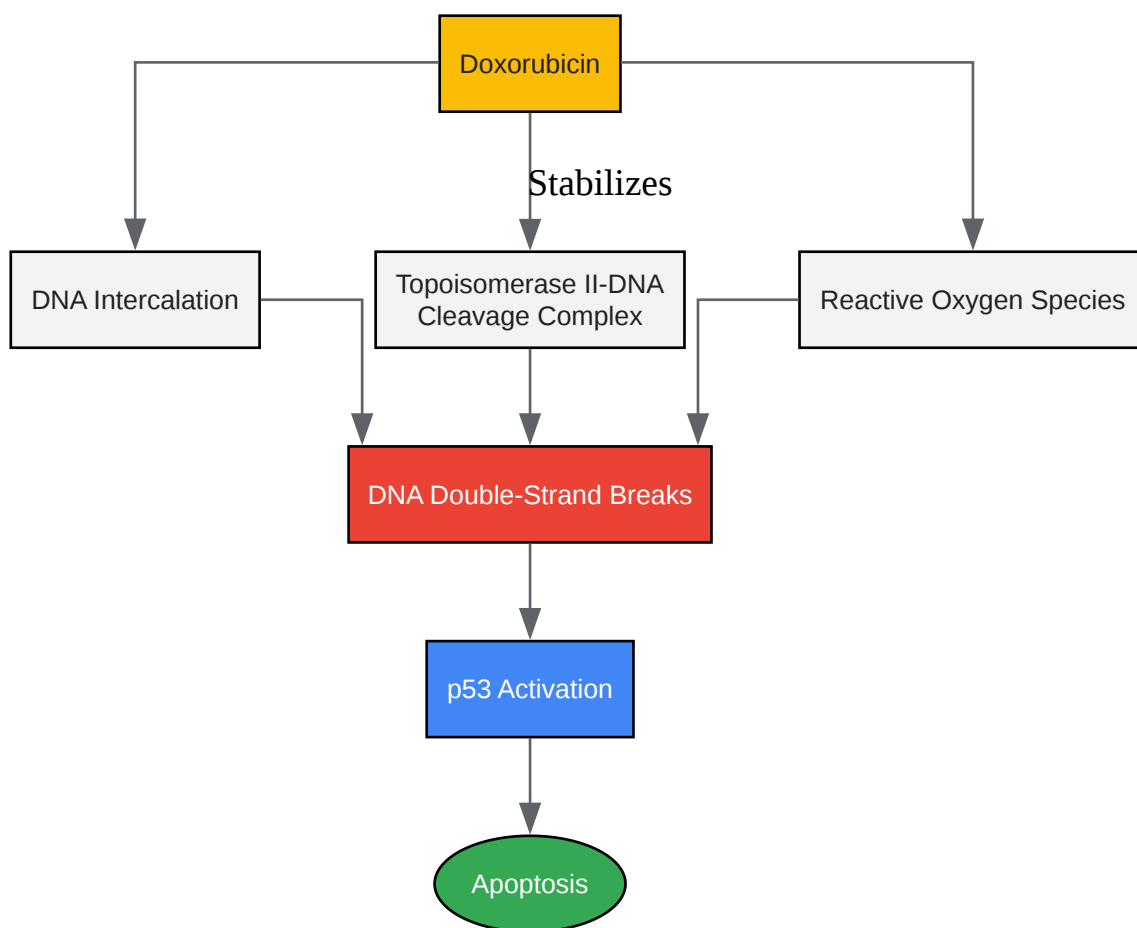 Doxorubicin
Stabilizes
DNA Intercalation
Topoisomerase II-DNA
Cleavage Complex
Reactive Oxygen Species
DNA Double-Strand Breaks
p53 Activation
Apoptosis